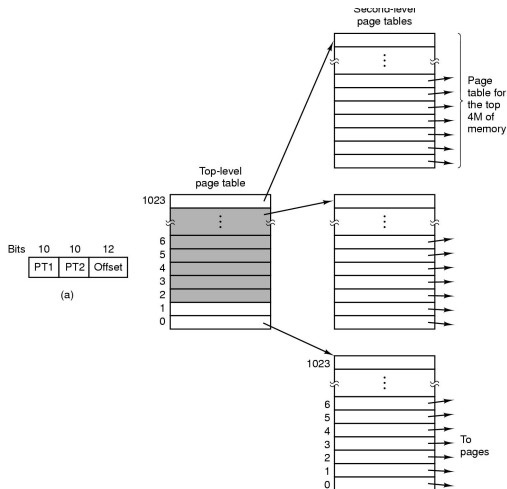 Second-level
page tables
Page
table for
the top
4M of
memory
Top-level
page table
1023
6
5
4
3
2
1
0
Bits 10 10 12
PT1 PT2 Offset
(a)
1023
6
5
4
3
2
1
0
To
pages